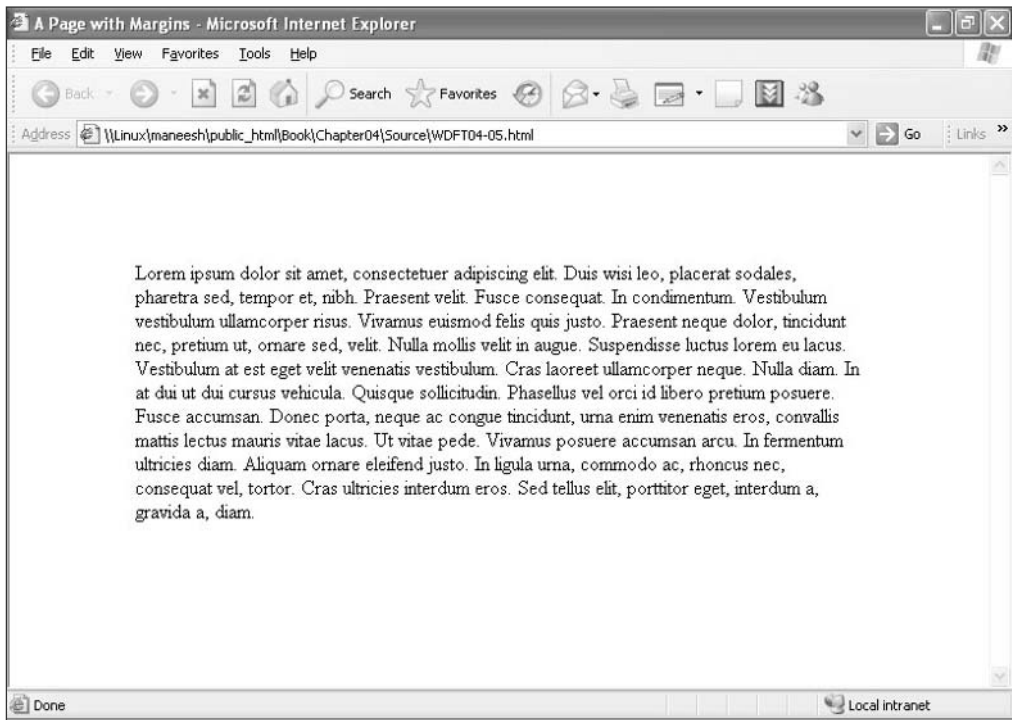 A Page with Margins - Microsoft Internet Explorer
File Edit View Favorites Tools Help
Back Search Favorites
Address \\Linux\maneesh\public_html\Book\Chapter04\Source\WDFT04-05.html Go Links »
Lorem ipsum dolor sit amet, consectetuer adipiscing elit. Duis wisi leo, placerat sodales,
pharetra sed, tempor et, nibh. Praesent velit. Fusce consequat. In condimentum. Vestibulum
vestibulum ullamcorper risus. Vivamus euismod felis quis justo. Praesent neque dolor, tincidunt
nec, pretium ut, ornare sed, velit. Nulla mollis velit in augue. Suspendisse luctus lorem eu lacus.
Vestibulum at est eget velit venenatis vestibulum. Cras laoreet ullamcorper neque. Nulla diam. In
at dui ut dui cursus vehicula. Quisque sollicitudin. Phasellus vel orci id libero pretium posuere.
Fusce accumsan. Donec porta, neque ac congue tincidunt, urna enim venenatis eros, convallis
mattis lectus mauris vitae lacus. Ut vitae pede. Vivamus posuere accumsan arcu. In fermentum
ultricies diam. Aliquam ornare eleifend justo. In ligula urna, commodo ac, rhoncus nec,
consequat vel, tortor. Cras ultricies interdum eros. Sed tellus elit, porttitor eget, interdum a,
gravida a, diam.
Done Local intranet